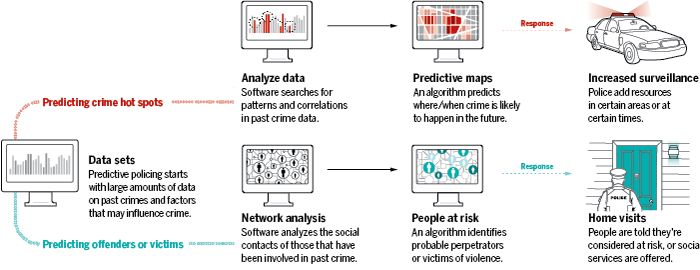 Response
Response
Analyze data
Software searches for
patterns and correlations
in past crime data.
Predictive maps
An algorithm predicts
where/when crime is likely
to happen in the future.
Increased surveillance
Police add resources
in certain areas or at
certain times.
Predicting crime hot spots
Data sets
Predictive policing starts
with large amounts of data
on past crimes and factors
that may influence crime.
POLICE
Predicting offenders or victims
Network analysis
Software analyzes the social
contacts of those that have
been involved in past crime.
People at risk
An algorithm identifies
probable perpetrators
or victims of violence.
Home visits
People are told they're
considered at risk, or social
services are offered.